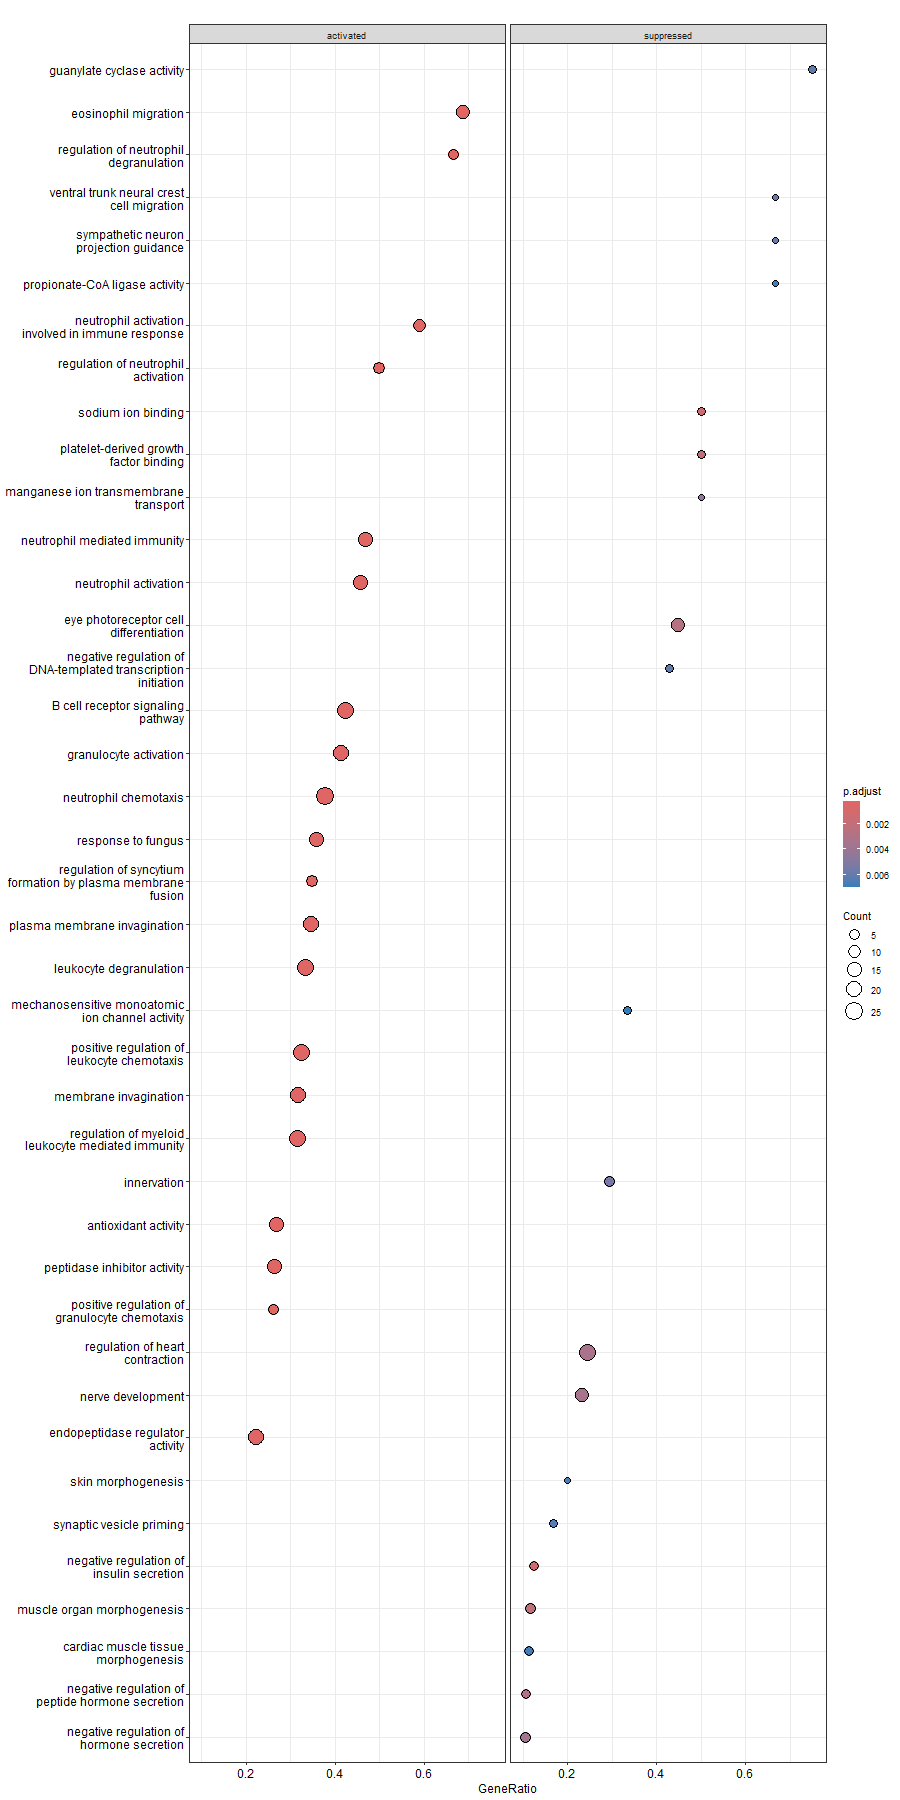 activated
suppressed
guanylate cyclase activity
eosinophil migration
regulation of neutrophil
degranulation
ventral trunk neural crest
cell migration
sympathetic neuron
projection guidance
propionate-CoA ligase activity
neutrophil activation
involved in immune response
regulation of neutrophil
activation
sodium ion binding
platelet-derived growth
factor binding
manganese ion transmembrane
transport
neutrophil mediated immunity
neutrophil activation
eye photoreceptor cell
differentiation
negative regulation of
DNA-templated transcription
initiation
B cell receptor signaling
pathway
granulocyte activation
neutrophil chemotaxis
response to fungus
regulation of syncytium
formation by plasma membrane
fusion
plasma membrane invagination
leukocyte degranulation
mechanosensitive monoatomic
ion channel activity
positive regulation of
leukocyte chemotaxis
membrane invagination
regulation of myeloid
leukocyte mediated immunity
innervation
antioxidant activity
peptidase inhibitor activity
positive regulation of
granulocyte chemotaxis
regulation of heart
contraction
nerve development
endopeptidase regulator
activity
skin morphogenesis
synaptic vesicle priming
negative regulation of
insulin secretion
muscle organ morphogenesis
cardiac muscle tissue
morphogenesis
negative regulation of
peptide hormone secretion
negative regulation of
hormone secretion
0.2 0.4 0.6
0.2 0.4 0.6
GeneRatio
p.adjust
0.002
0.004
0.006
Count
5
10
15
20
25